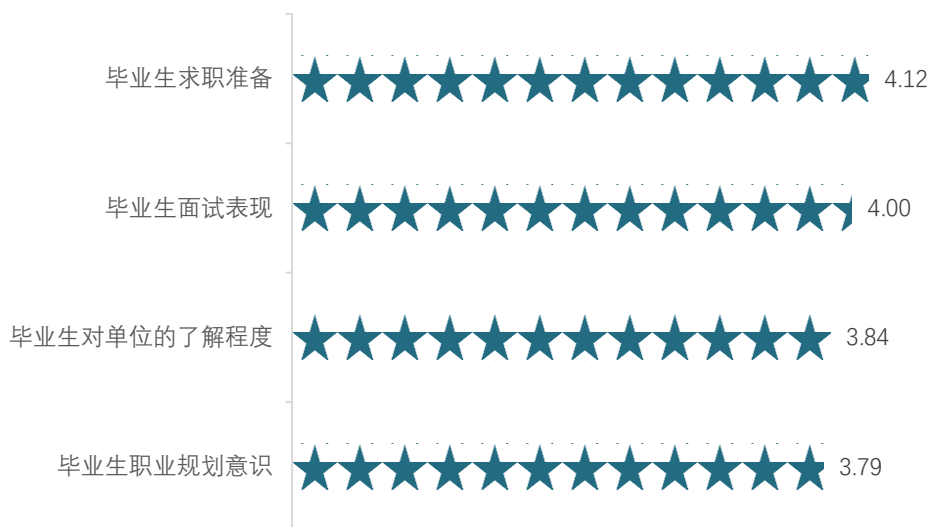 毕业生求职准备 4.12
毕业生面试表现 4.00
毕业生对单位的了解程度 3.84
毕业生职业规划意识 3.79